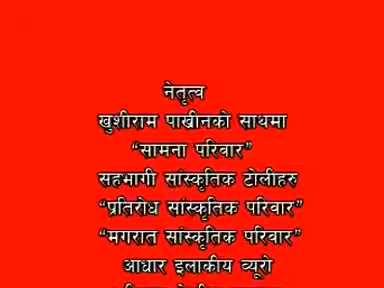 नेतृत्व
खुशीराम पाख्रीनको साथमा
“सामना परिवार”
सहभागी सांस्कृतिक टोलीहरु
“प्रतिरोध सांस्कृतिक परिवार”
“मगरात सांस्कृतिक परिवार”
आधार इलाकीय व्यूरो